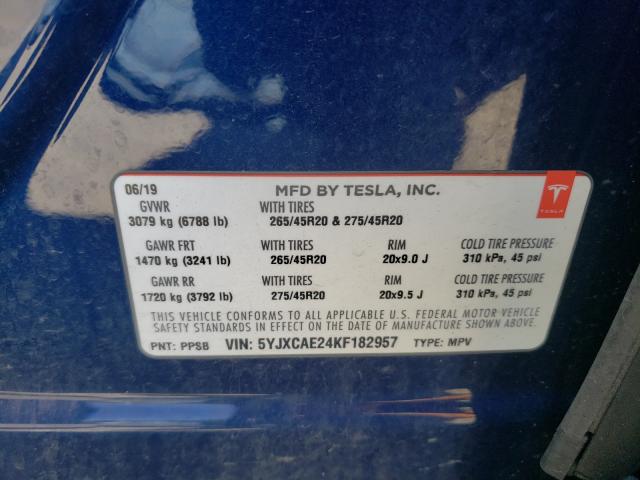 06/19 MFD BY TESLA, INC.
GVWR WITH TIRES
3079 kg (6788 lb) 265/45R20 & 275/45R20
TESLA
GAWR FRT WITH TIRES RIM COLD TIRE PRESSURE
1470 kg (3241 lb) 265/45R20 20x9.0 J 310 kPa, 45 psi
GAWR RR WITH TIRES RIM COLD TIRE PRESSURE
1720 kg (3792 lb) 275/45R20 20x9.5 J 310 kPa, 45 psi
THIS VEHICLE CONFORMS TO ALL APPLICABLE U.S. FEDERAL MOTOR VEHICLE
SAFETY STANDARDS IN EFFECT ON THE DATE OF MANUFACTURE SHOWN ABOVE.
PNT: PPSB VIN: 5YJXCAE24KF182957 TYPE: MPV